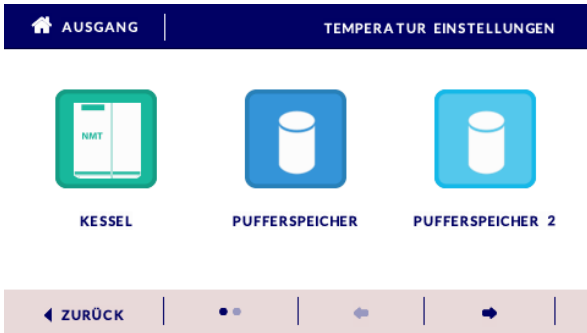 AUSGANG
TEMPERATUR EINSTELLUNGEN
NMT
KESSEL
PUFFERSPEICHER
PUFFERSPEICHER 2
ZURÜCK